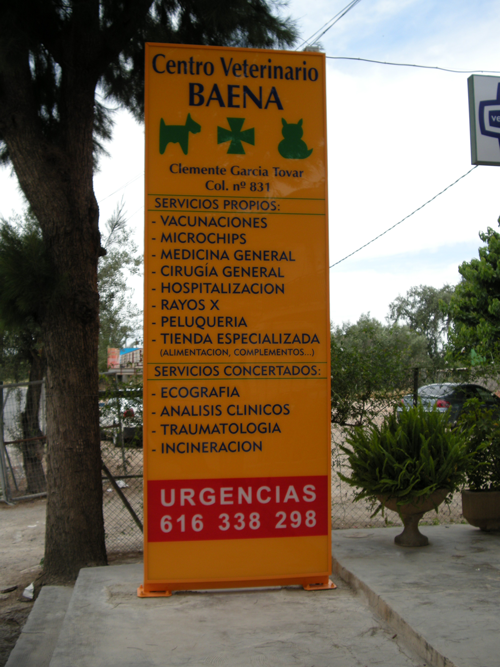 Centro Veterinario
BAENA
Clemente Garcia Tovar
Col. nº 831
SERVICIOS PROPIOS:
- VACUNACIONES
- MICROCHIPS
- MEDICINA GENERAL
- CIRUGÍA GENERAL
- HOSPITALIZACION
- RAYOS X
- PELUQUERIA
- TIENDA ESPECIALIZADA
(ALIMENTACION, COMPLEMENTOS...)
SERVICIOS CONCERTADOS:
- ECOGRAFIA
- ANALISIS CLINICOS
- TRAUMATOLOGIA
- INCINERACION
URGENCIAS
616 338 298